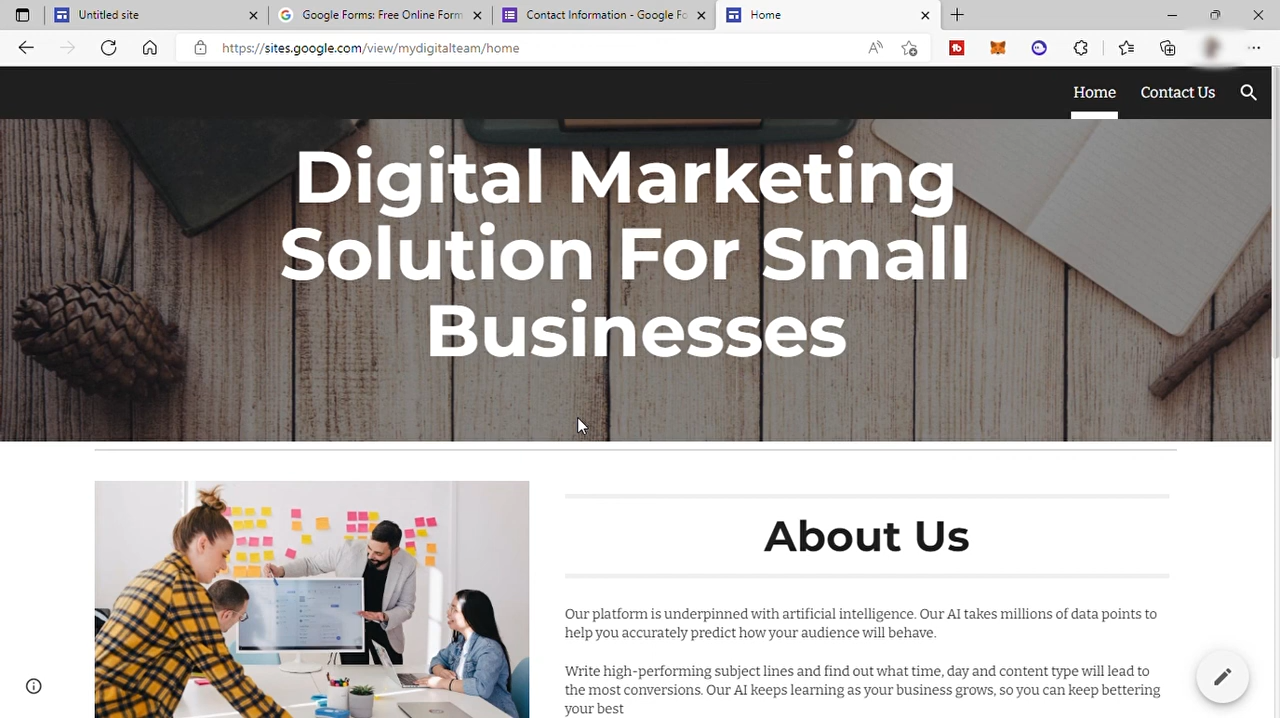 Untitled site
Google Forms: Free Online Form
Contact Information - Google Fo
Home
https://sites.google.com/view/mydigitalteam/home
Home
Contact Us
Digital Marketing
Solution For Small
Businesses
About Us
Our platform is underpinned with artificial intelligence. Our AI takes millions of data points to
help you accurately predict how your audience will behave.
Write high-performing subject lines and find out what time, day and content type will lead to
the most conversions. Our AI keeps learning as your business grows, so you can keep bettering
your best